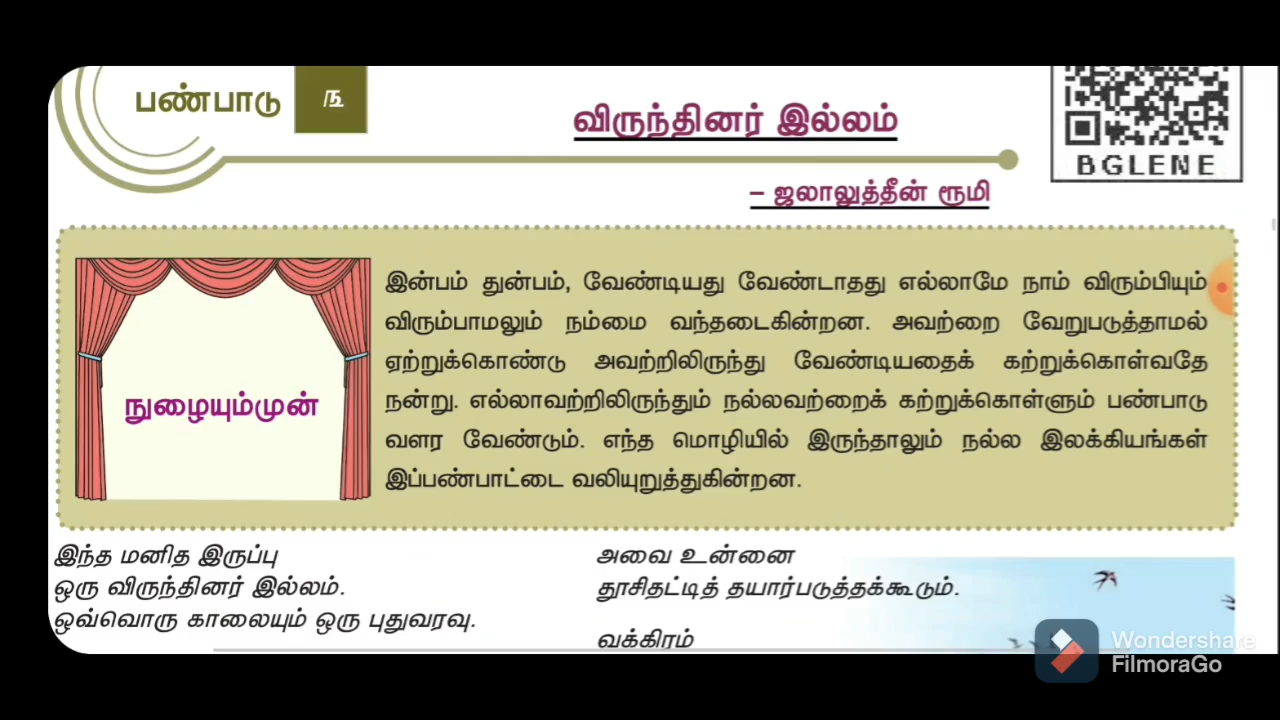 பண்பாடு ௩
விருந்தினர் இல்லம்
BGLENE
– ஜலாலுத்தீன் ரூமி
நுழையும்முன்
இன்பம் துன்பம், வேண்டியது வேண்டாதது எல்லாமே நாம் விரும்பியும்
விரும்பாமலும் நம்மை வந்தடைகின்றன. அவற்றை வேறுபடுத்தாமல்
ஏற்றுக்கொண்டு அவற்றிலிருந்து வேண்டியதைக் கற்றுக்கொள்வதே
நன்று. எல்லாவற்றிலிருந்தும் நல்லவற்றைக் கற்றுக்கொள்ளும் பண்பாடு
வளர வேண்டும். எந்த மொழியில் இருந்தாலும் நல்ல இலக்கியங்கள்
இப்பண்பாட்டை வலியுறுத்துகின்றன.
இந்த மனித இருப்பு
ஒரு விருந்தினர் இல்லம்.
ஒவ்வொரு காலையும் ஒரு புதுவரவு.
அவை உன்னை
தூசிதட்டித் தயார்படுத்தக்கூடும்.
வக்கிரம்
Wondershare
FilmoraGo